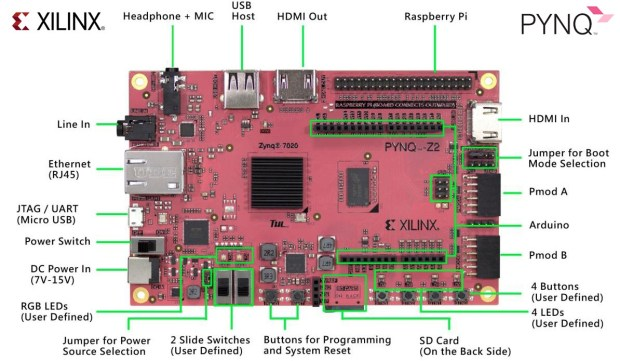 XILINX
PYNQ™
Headphone + MIC
USB
Host
HDMI Out
Raspberry Pi
Line In
Ethernet
(RJ45)
JTAG / UART
(Micro USB)
Power Switch
DC Power In
(7V-15V)
RGB LEDs
(User Defined)
Jumper for Power
Source Selection
2 Slide Switches
(User Defined)
Buttons for Programming
and System Reset
SD Card
(On the Back Side)
4 LEDs
(User Defined)
4 Buttons
(User Defined)
Pmod B
Arduino
Pmod A
Jumper for Boot
Mode Selection
HDMI In
Zynq® 7020
PYNQ™-Z2
XILINX
TUL